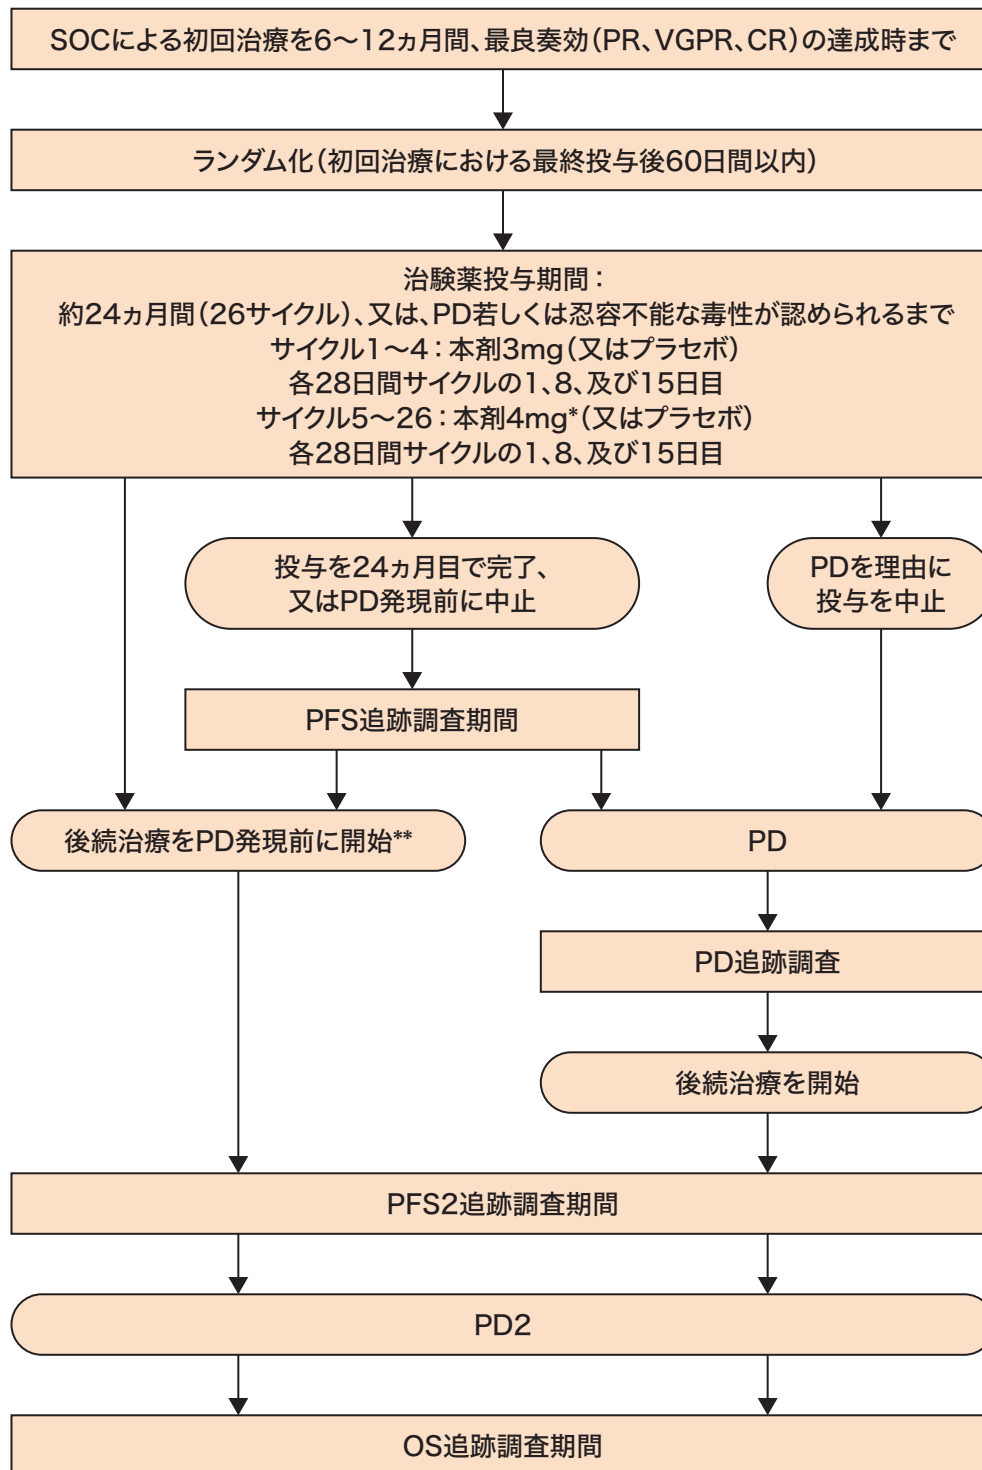 SOCによる初回治療を6〜12ヵ月間、最良奏効(PR、VGPR、CR)の達成時まで
ランダム化(初回治療における最終投与後60日間以内)
治験薬投与期間：
約24ヵ月間(26サイクル)、又は、PD若しくは忍容不能な毒性が認められるまで
サイクル1〜4：本剤3mg(又はプラセボ)
各28日間サイクルの1、8、及び15日目
サイクル5〜26：本剤4mg*(又はプラセボ)
各28日間サイクルの1、8、及び15日目
投与を24ヵ月目で完了、
又はPD発現前に中止
PDを理由に
投与を中止
PFS追跡調査期間
後続治療をPD発現前に開始**
PD
PD追跡調査
後続治療を開始
PFS2追跡調査期間
PD2
OS追跡調査期間